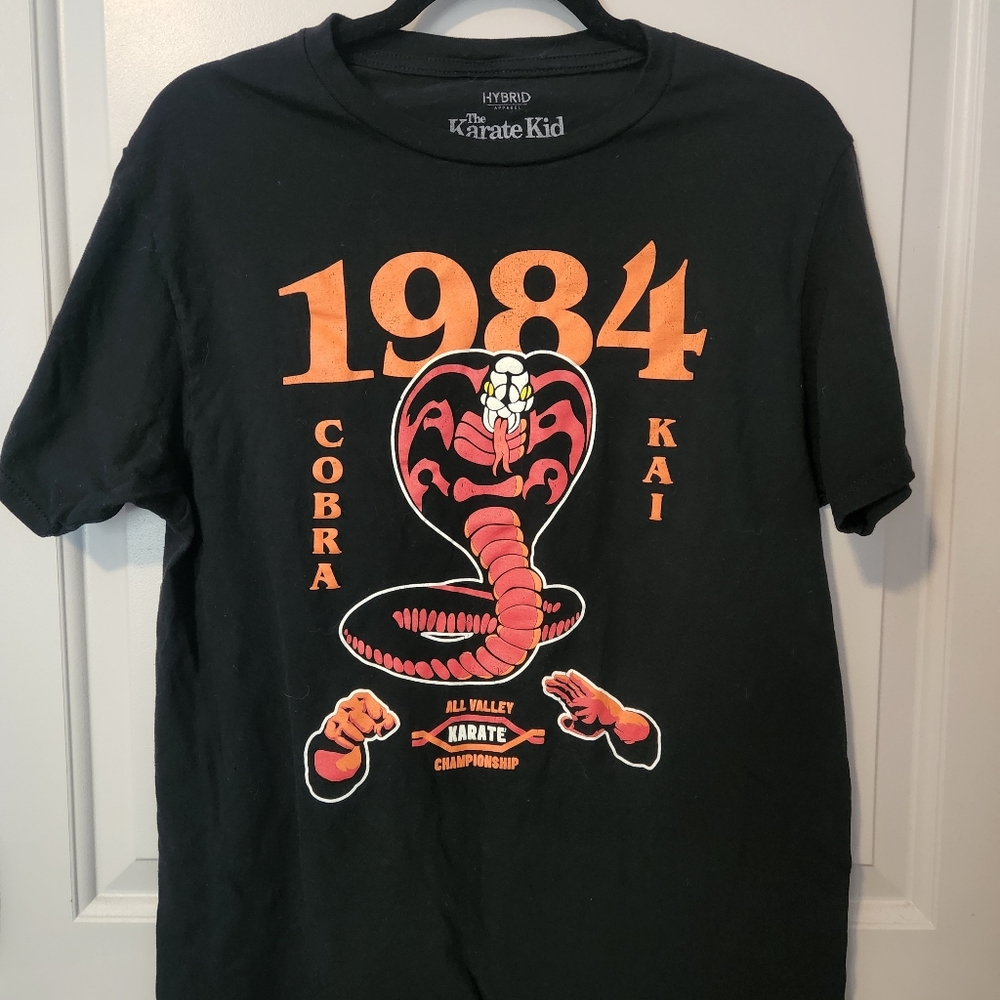 HYBRID
APPAREL
The
Karate Kid
1984
COBRA
KAI
ALL VALLEY
KARATE
CHAMPIONSHIP